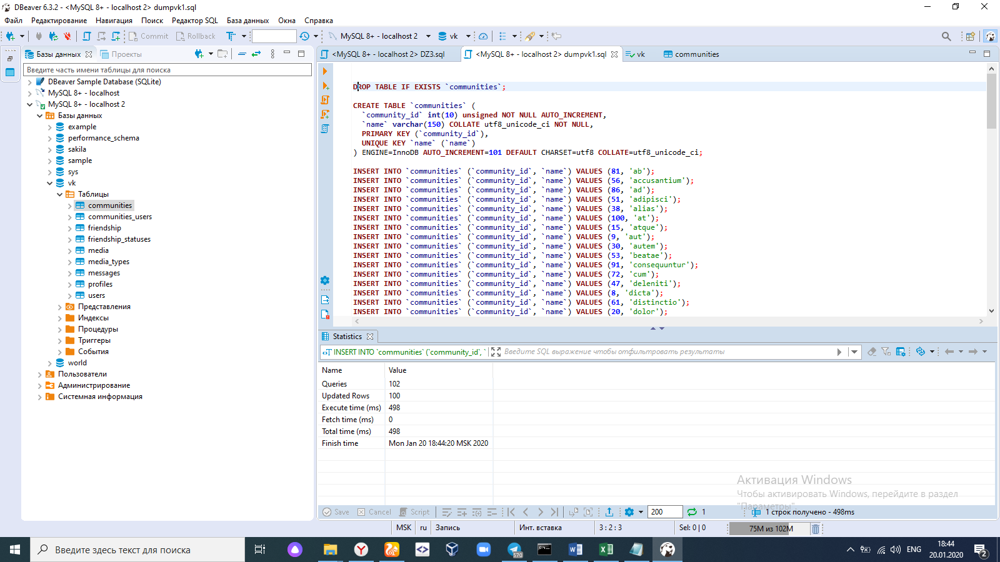 DBeaver 6.3.2 - <MySQL 8+ - localhost 2> dumpvk1.sql
Файл Редактирование Навигация Поиск Редактор SQL База данных Окна Справка
Commit Rollback MySQL 8+ - localhost 2 vk
Базы данных Проекты
Введите часть имени таблицы для поиска
DBeaver Sample Database (SQLite)
MySQL 8+ - localhost
MySQL 8+ - localhost 2
Базы данных
example
performance_schema
sakila
sample
sys
vk
Таблицы
communities
communities_users
friendship
friendship_statuses
media
media_types
messages
profiles
users
Представления
Индексы
Процедуры
Триггеры
События
world
Пользователи
Администрирование
Системная информация
<MySQL 8+ - localhost 2> DZ3.sql <MySQL 8+ - localhost 2> dumpvk1.sql vk communities
DROP TABLE IF EXISTS `communities`;
CREATE TABLE `communities` (
`community_id` int(10) unsigned NOT NULL AUTO_INCREMENT,
`name` varchar(150) COLLATE utf8_unicode_ci NOT NULL,
PRIMARY KEY (`community_id`),
UNIQUE KEY `name` (`name`)
) ENGINE=InnoDB AUTO_INCREMENT=101 DEFAULT CHARSET=utf8 COLLATE=utf8_unicode_ci;
INSERT INTO `communities` (`community_id`, `name`) VALUES (81, 'ab');
INSERT INTO `communities` (`community_id`, `name`) VALUES (56, 'accusantium');
INSERT INTO `communities` (`community_id`, `name`) VALUES (86, 'ad');
INSERT INTO `communities` (`community_id`, `name`) VALUES (51, 'adipisci');
INSERT INTO `communities` (`community_id`, `name`) VALUES (38, 'alias');
INSERT INTO `communities` (`community_id`, `name`) VALUES (100, 'at');
INSERT INTO `communities` (`community_id`, `name`) VALUES (15, 'atque');
INSERT INTO `communities` (`community_id`, `name`) VALUES (9, 'aut');
INSERT INTO `communities` (`community_id`, `name`) VALUES (30, 'autem');
INSERT INTO `communities` (`community_id`, `name`) VALUES (53, 'beatae');
INSERT INTO `communities` (`community_id`, `name`) VALUES (91, 'consequuntur');
INSERT INTO `communities` (`community_id`, `name`) VALUES (72, 'cum');
INSERT INTO `communities` (`community_id`, `name`) VALUES (47, 'deleniti');
INSERT INTO `communities` (`community_id`, `name`) VALUES (8, 'dicta');
INSERT INTO `communities` (`community_id`, `name`) VALUES (61, 'distinctio');
INSERT INTO `communities` (`community_id`, `name`) VALUES (20, 'dolor');
Statistics
INSERT INTO `communities` (`community_id`, ` Введите SQL выражение чтобы отфильтровать результаты
Name Value
Queries 102
Updated Rows 100
Execute time (ms) 498
Fetch time (ms) 0
Total time (ms) 498
Finish time Mon Jan 20 18:44:20 MSK 2020
Активация Windows
Чтобы активировать Windows, перейдите в раздел
"Параметры".
Save Cancel Script 200 1 1 строк получено - 498ms
MSK ru Запись Инт. вставка 3 : 2 : 3 Sel: 0 | 0 75M из 102M
Введите здесь текст для поиска 570 ENG 18:44
20.01.2020 2